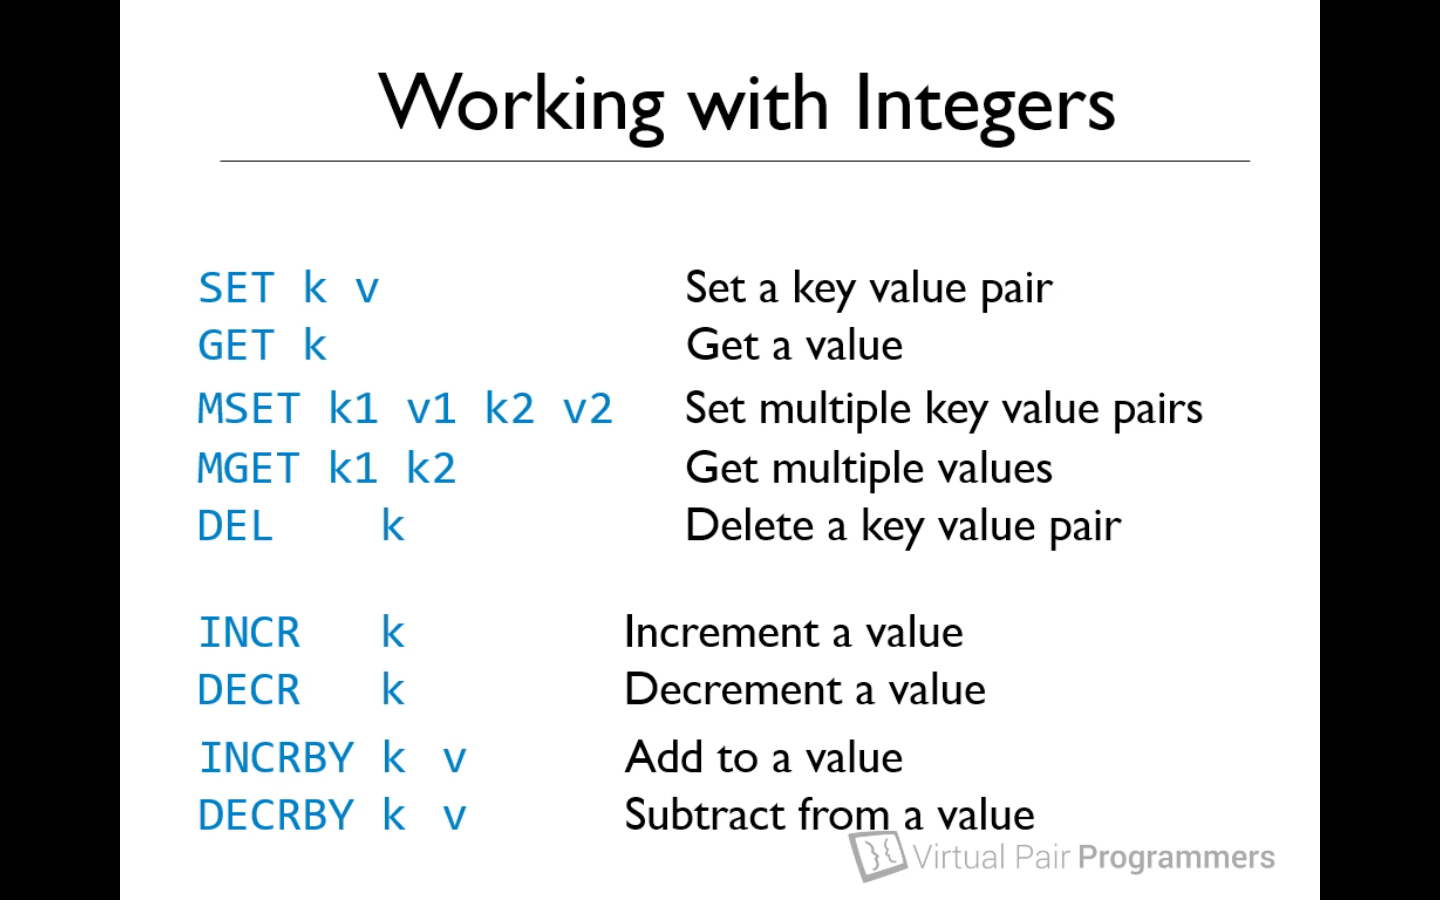 Working with Integers
SET k v Set a key value pair
GET k Get a value
MSET k1 v1 k2 v2 Set multiple key value pairs
MGET k1 k2 Get multiple values
DEL k Delete a key value pair
INCR k Increment a value
DECR k Decrement a value
INCRBY k v Add to a value
DECRBY k v Subtract from a value
Virtual Pair Programmers